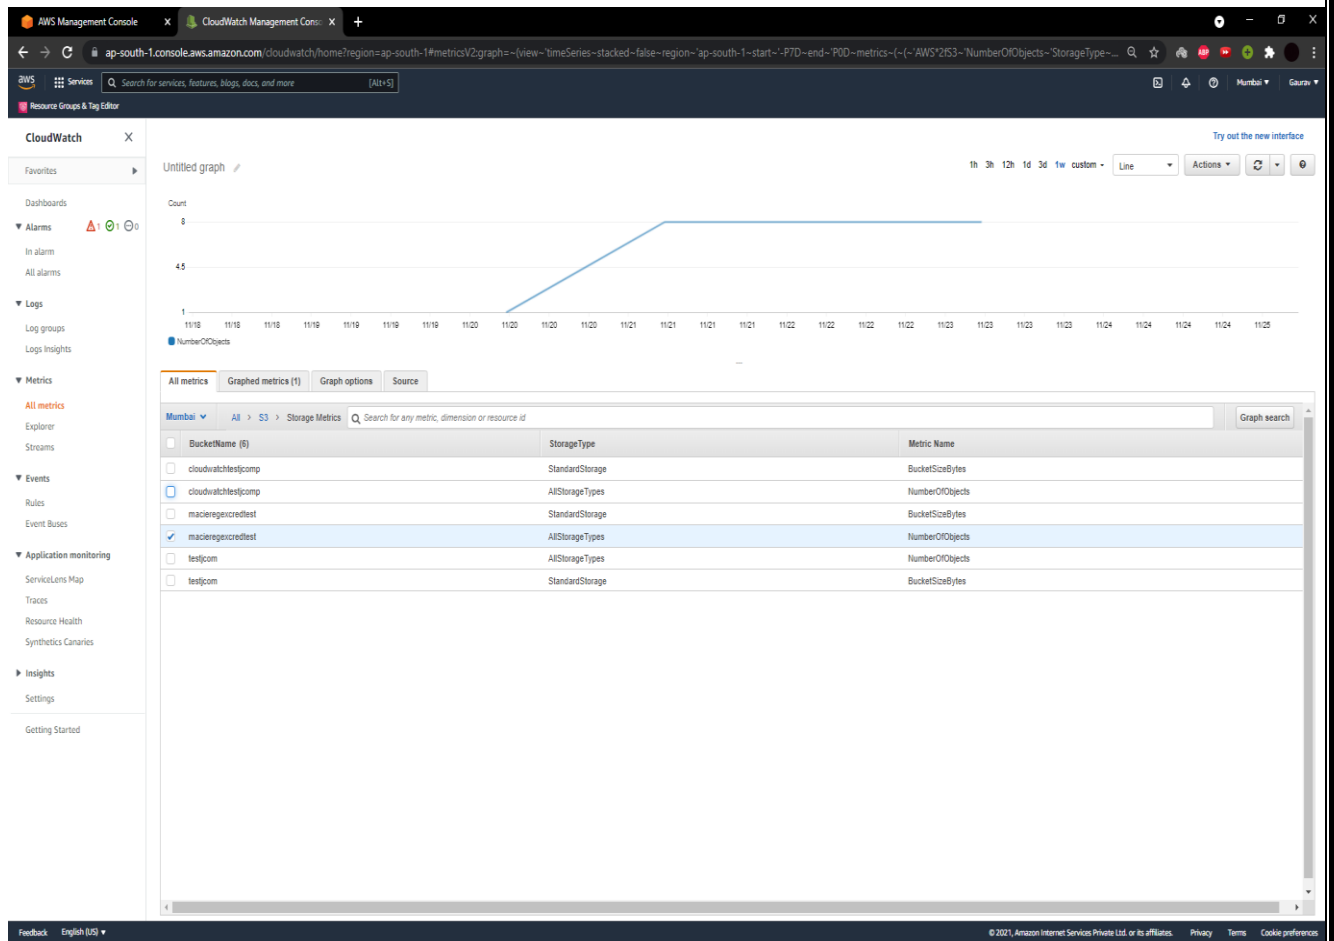 AWS Management Console X CloudWatch Management Cons X +
ap-south-1.console.aws.amazon.com/cloudwatch/home?region=ap-south-1#metricsV2:graph=~(view~'timeSeries~stacked~false~region~'ap-south-1~start~'-P7D~end~'P0D~metrics~(~(~'AWS*2fS3~'NumberOfObjects~'StorageType~...
aws Services Search for services, features, blogs, docs, and more [Alt+S] Mumbai ▼ Gaurav ▼
Resource Groups & Tag Editor
CloudWatch X
Try out the new interface
Favorites
Untitled graph
1h 3h 12h 1d 3d 1w custom Line Actions
Dashboards
Alarms 1 1 0
In alarm
All alarms
Logs
Log groups
Logs Insights
Metrics
All metrics
Explorer
Streams
Events
Rules
Event Buses
Application monitoring
ServiceLens Map
Traces
Resource Health
Synthetics Canaries
Insights
Settings
Getting Started
Count
8
4.5
1
11/18 11/18 11/18 11/19 11/19 11/19 11/19 11/20 11/20 11/20 11/20 11/21 11/21 11/21 11/21 11/22 11/22 11/22 11/22 11/23 11/23 11/23 11/23 11/24 11/24 11/24 11/24 11/25
NumberOfObjects
All metrics Graphed metrics (1) Graph options Source
Mumbai All > S3 > Storage Metrics Search for any metric, dimension or resource id Graph search
BucketName (6) StorageType Metric Name
cloudwatchtestjcomp StandardStorage BucketSizeBytes
cloudwatchtestjcomp AllStorageTypes NumberOfObjects
macieregexcredtest StandardStorage BucketSizeBytes
macieregexcredtest AllStorageTypes NumberOfObjects
testjcom AllStorageTypes NumberOfObjects
testjcom StandardStorage BucketSizeBytes
Feedback English (US) ▼ © 2021, Amazon Internet Services Private Ltd. or its affiliates. Privacy Terms Cookie preferences